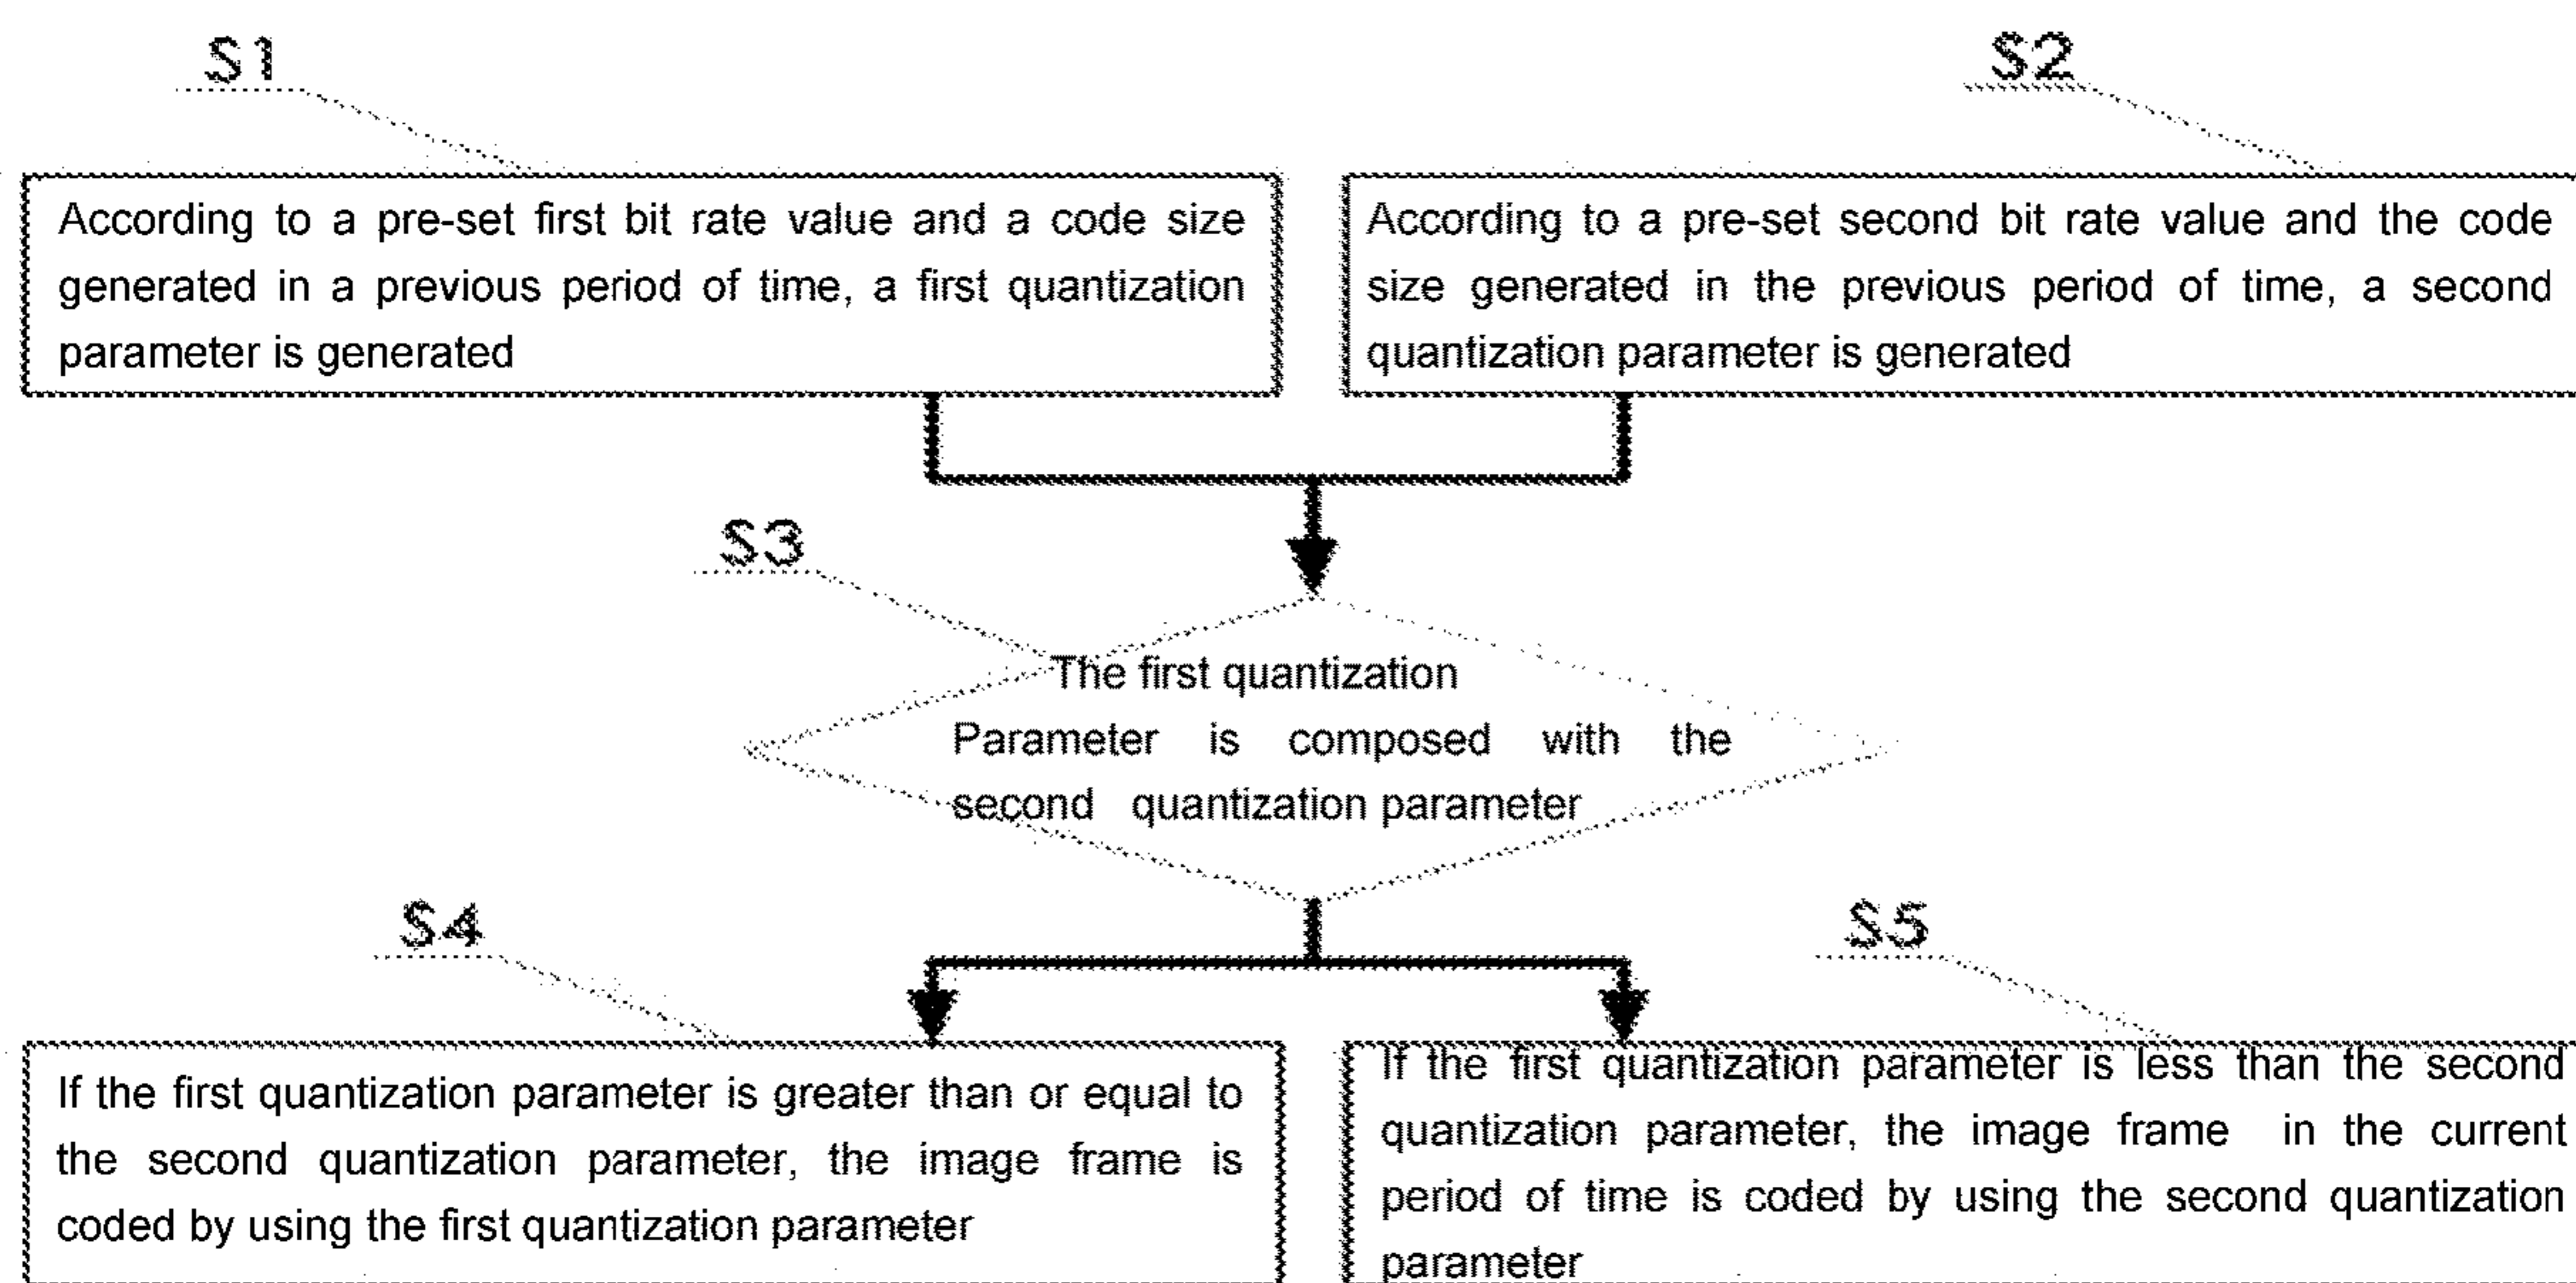 S1
According to a pre-set first bit rate value and a code size
generated in a previous period of time, a first quantization
parameter is generated
S2
According to a pre-set second bit rate value and the code
size generated in the previous period of time, a second
quantization parameter is generated
S3
The first quantization
Parameter is composed with the
second quantization parameter
S4
If the first quantization parameter is greater than or equal to
the second quantization parameter, the image frame is
coded by using the first quantization parameter
S5
If the first quantization parameter is less than the second
quantization parameter, the image frame in the current
period of time is coded by using the second quantization
parameter